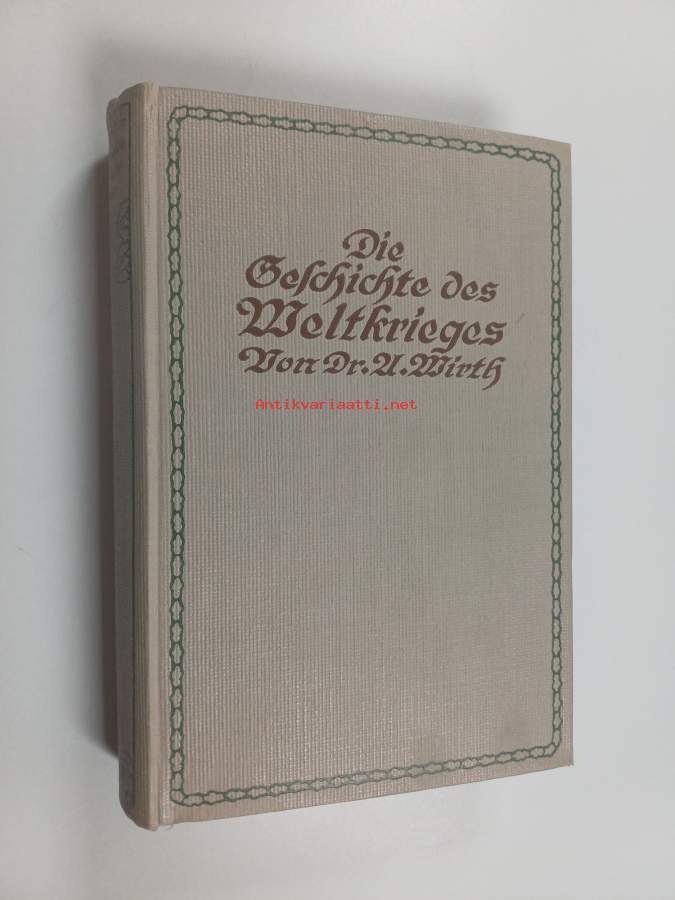 Die
Geschichte des
Weltkrieges
Von Dr. A. Wirth
Antikvariaatti.net